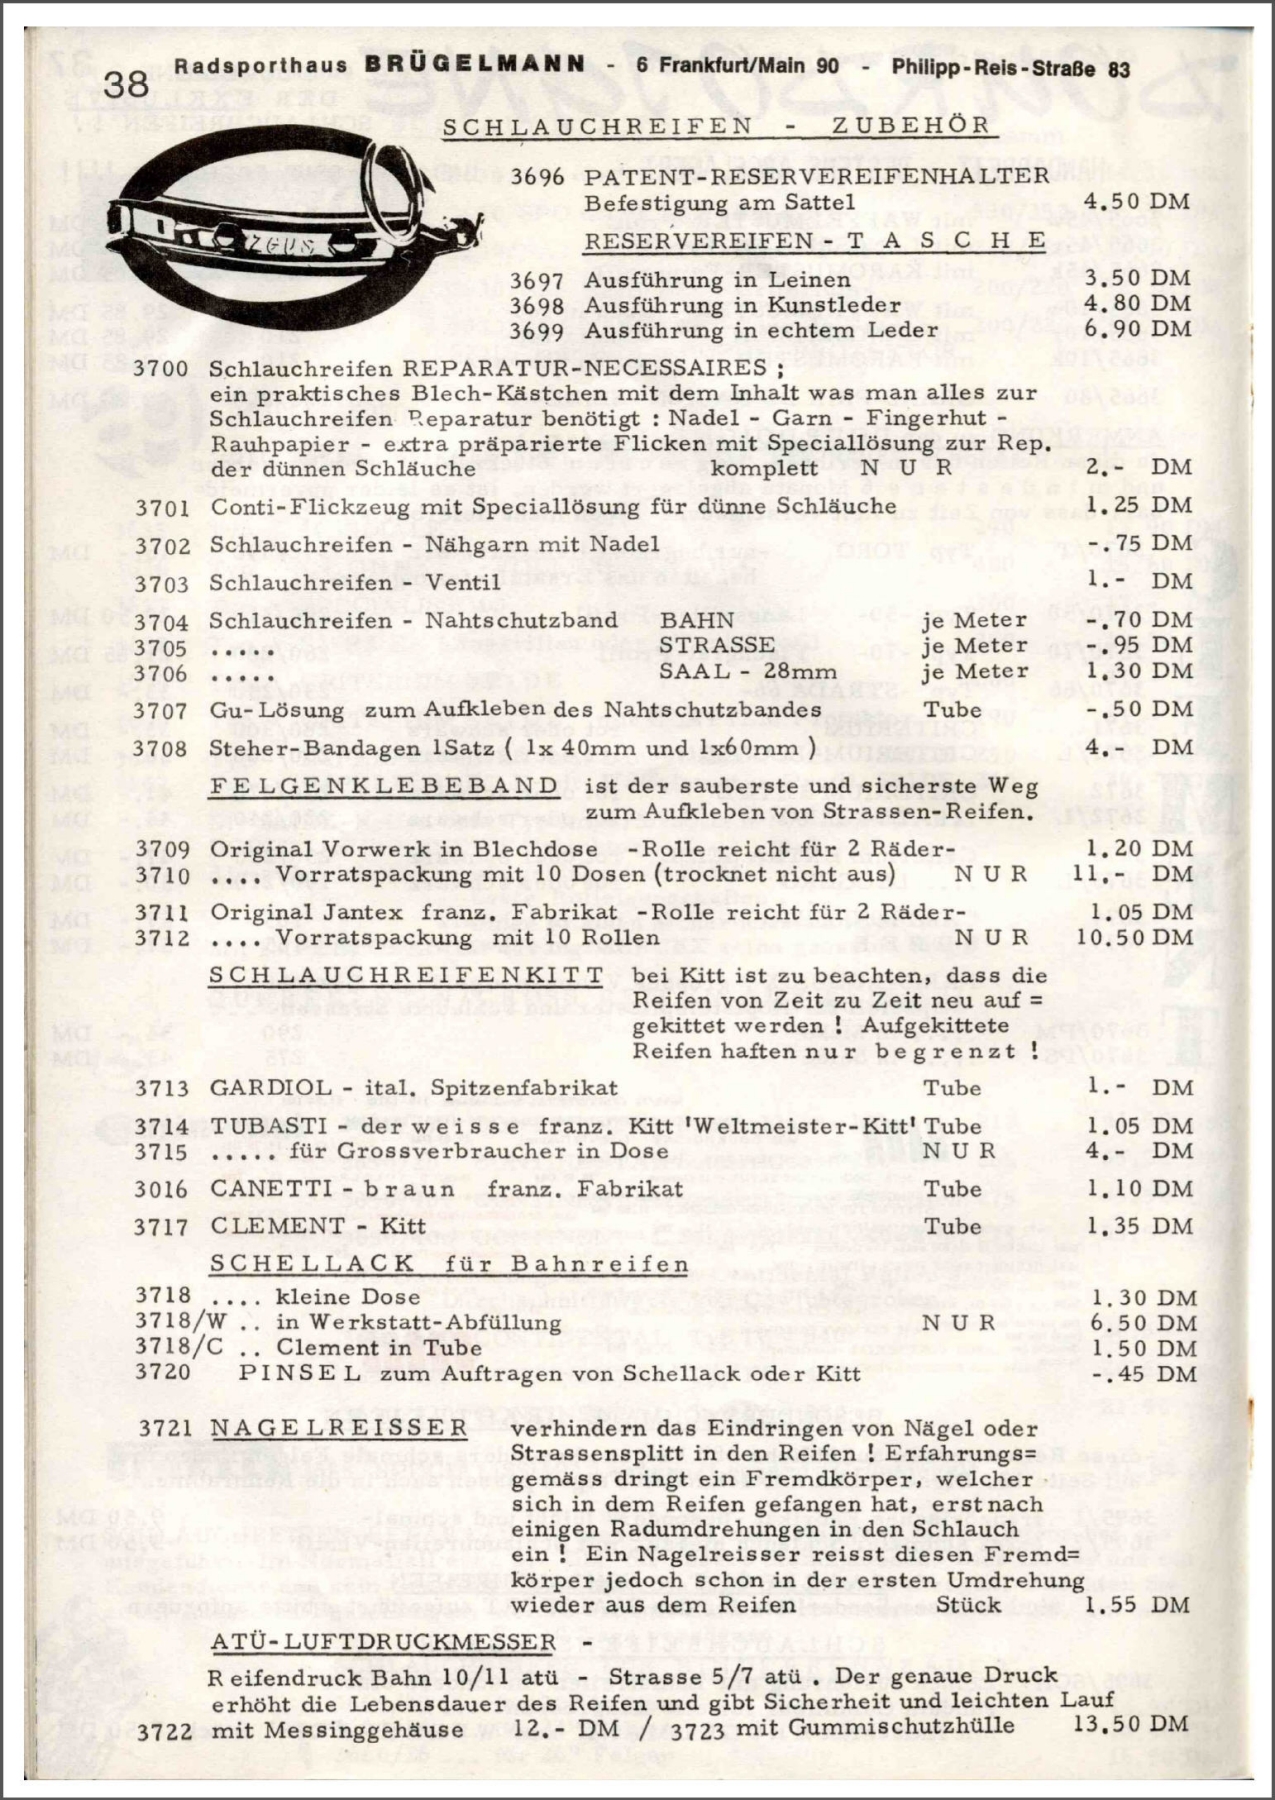 38
Radsporthaus BRÜGELMANN - 6 Frankfurt/Main 90 - Philipp-Reis-Straße 83
SCHLAUCHREIFEN - ZUBEHÖR
ZEUS
3696 PATENT-RESERVEREIFENHALTER
Befestigung am Sattel 4.50 DM
RESERVEREIFEN-TASCHE
3697 Ausführung in Leinen 3.50 DM
3698 Ausführung in Kunstleder 4.80 DM
3699 Ausführung in echtem Leder 6.90 DM
3700 Schlauchreifen REPARATUR-NECESSAIRES ;
ein praktisches Blech-Kästchen mit dem Inhalt was man alles zur
Schlauchreifen Reparatur benötigt : Nadel - Garn - Fingerhut -
Rauhpapier - extra präparierte Flicken mit Speciallösung zur Rep.
der dünnen Schläuche komplett NUR 2.- DM
3701 Conti-Flickzeug mit Speciallösung für dünne Schläuche 1.25 DM
3702 Schlauchreifen - Nähgarn mit Nadel -.75 DM
3703 Schlauchreifen - Ventil 1.- DM
3704 Schlauchreifen - Nahtschutzband BAHN je Meter -.70 DM
3705 ..... STRASSE je Meter -.95 DM
3706 ..... SAAL - 28mm je Meter 1.30 DM
3707 Gu-Lösung zum Aufkleben des Nahtschutzbandes Tube -.50 DM
3708 Steher-Bandagen 1Satz ( 1x 40mm und 1x60mm ) 4.- DM
FELGENKLEBEBAND ist der sauberste und sicherste Weg
zum Aufkleben von Strassen-Reifen.
3709 Original Vorwerk in Blechdose -Rolle reicht für 2 Räder- 1.20 DM
3710 .... Vorratspackung mit 10 Dosen (trocknet nicht aus) NUR 11.- DM
3711 Original Jantex franz. Fabrikat -Rolle reicht für 2 Räder- 1.05 DM
3712 .... Vorratspackung mit 10 Rollen NUR 10.50 DM
SCHLAUCHREIFENKITT bei Kitt ist zu beachten, dass die
Reifen von Zeit zu Zeit neu auf =
gekittet werden ! Aufgekittete
Reifen haften nur begrenzt !
3713 GARDIOL - ital. Spitzenfabrikat Tube 1.- DM
3714 TUBASTI - der weisse franz. Kitt 'Weltmeister-Kitt' Tube 1.05 DM
3715 ..... für Grossverbraucher in Dose NUR 4.- DM
3016 CANETTI - braun franz. Fabrikat Tube 1.10 DM
3717 CLEMENT - Kitt Tube 1.35 DM
SCHELLACK für Bahnreifen
3718 .... kleine Dose 1.30 DM
3718/W .. in Werkstatt-Abfüllung NUR 6.50 DM
3718/C .. Clement in Tube 1.50 DM
3720 PINSEL zum Auftragen von Schellack oder Kitt -.45 DM
3721 NAGELREISSER verhindern das Eindringen von Nägel oder
Strassensplitt in den Reifen ! Erfahrungs=
gemäss dringt ein Fremdkörper, welcher
sich in dem Reifen gefangen hat, erst nach
einigen Radumdrehungen in den Schlauch
ein ! Ein Nagelreisser reisst diesen Fremd=
körper jedoch schon in der ersten Umdrehung
wieder aus dem Reifen Stück 1.55 DM
ATÜ-LUFTDRUCKMESSER -
Reifendruck Bahn 10/11 atü - Strasse 5/7 atü . Der genaue Druck
erhöht die Lebensdauer des Reifen und gibt Sicherheit und leichten Lauf
3722 mit Messinggehäuse 12.- DM / 3723 mit Gummischutzhülle 13.50 DM